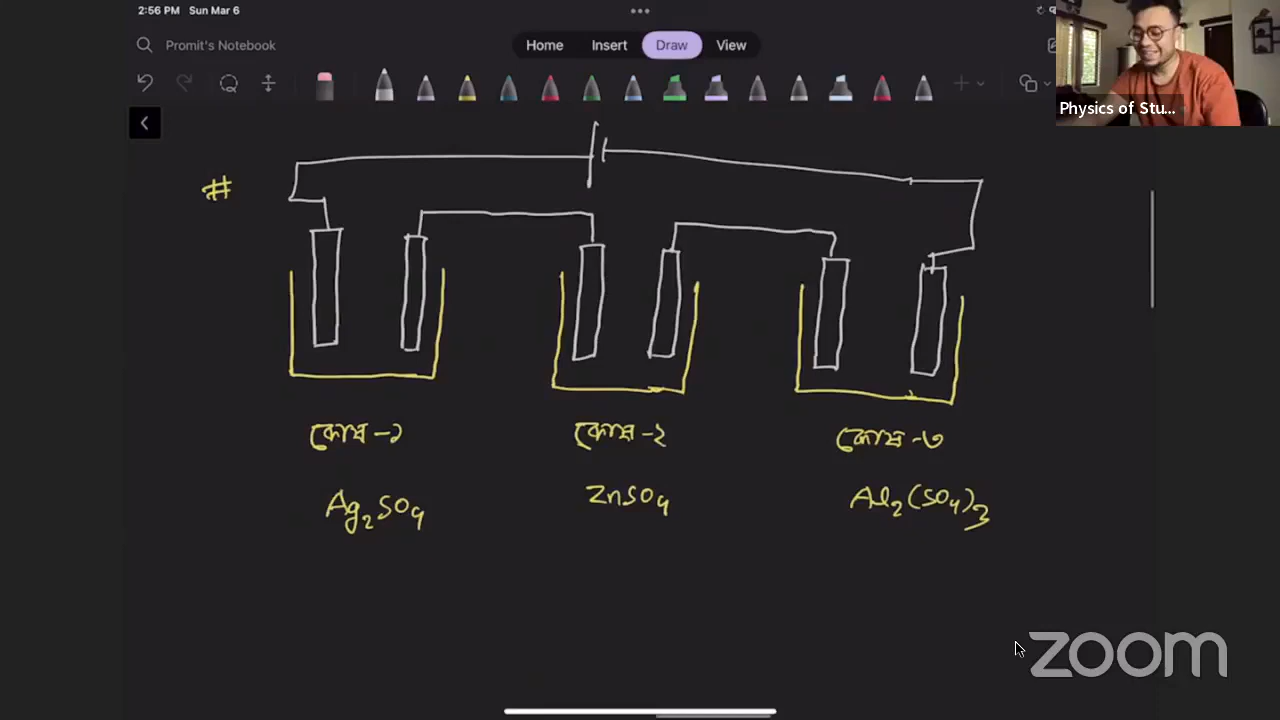 2:56 PM Sun Mar 6
Promit's Notebook
Home Insert Draw View
Physics of Stu...
#
কোষ-১ কোষ-২ কোষ-৩
Ag₂SO₄ ZnSO₄ Al₂(SO₄)₃
zoom